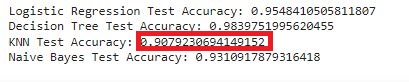 Logistic Regression Test Accuracy: 0.9548410505811807
Decision Tree Test Accuracy: 0.9839751995620455
KNN Test Accuracy: 0.9079230694149152
Naive Bayes Test Accuracy: 0.9310917879316418